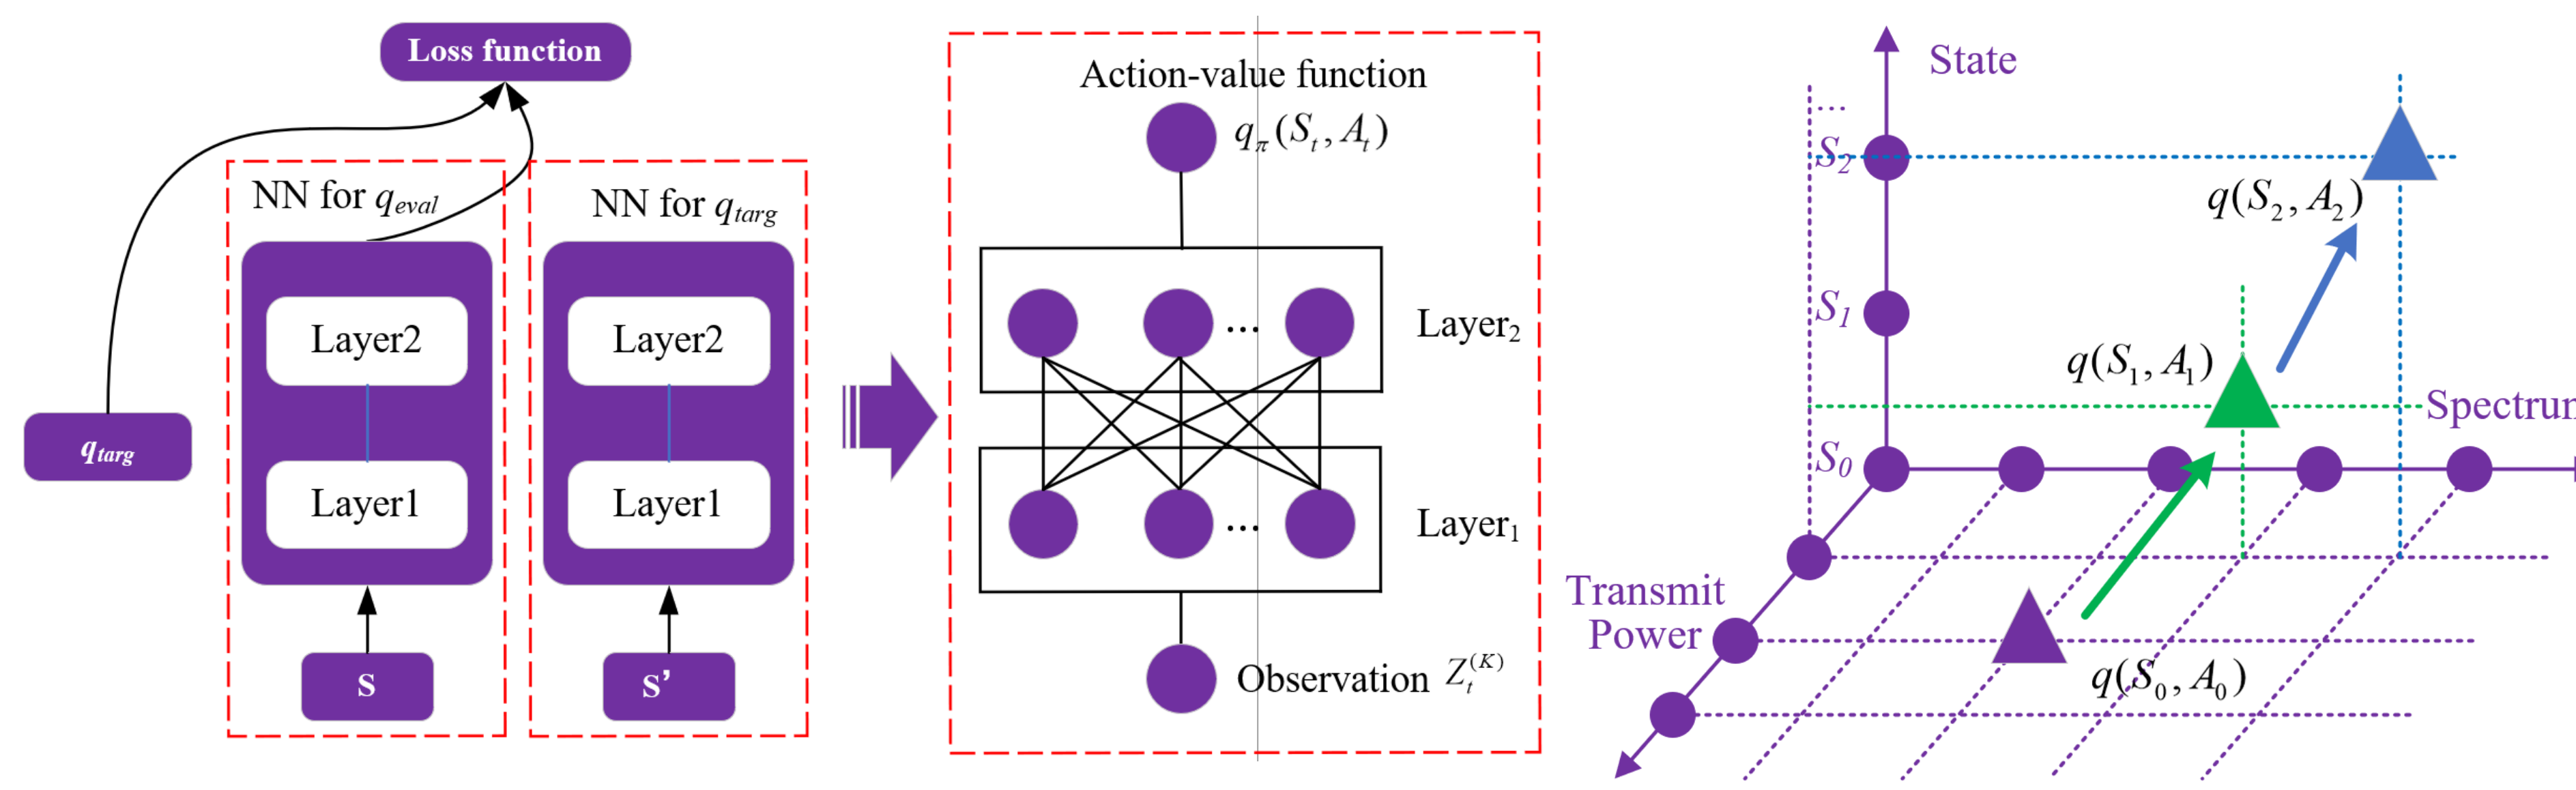 Loss function
NN for q_eval
NN for q_targ
Layer2
Layer2
q_targ
Layer1
Layer1
S
S’
Action-value function
q_π(S_t, A_t)
...
Layer_2
...
Layer_1
Observation Z_t^(K)
State
...
S_2
q(S_2, A_2)
S_1
q(S_1, A_1)
Spectrum
S_0
Transmit
Power
q(S_0, A_0)